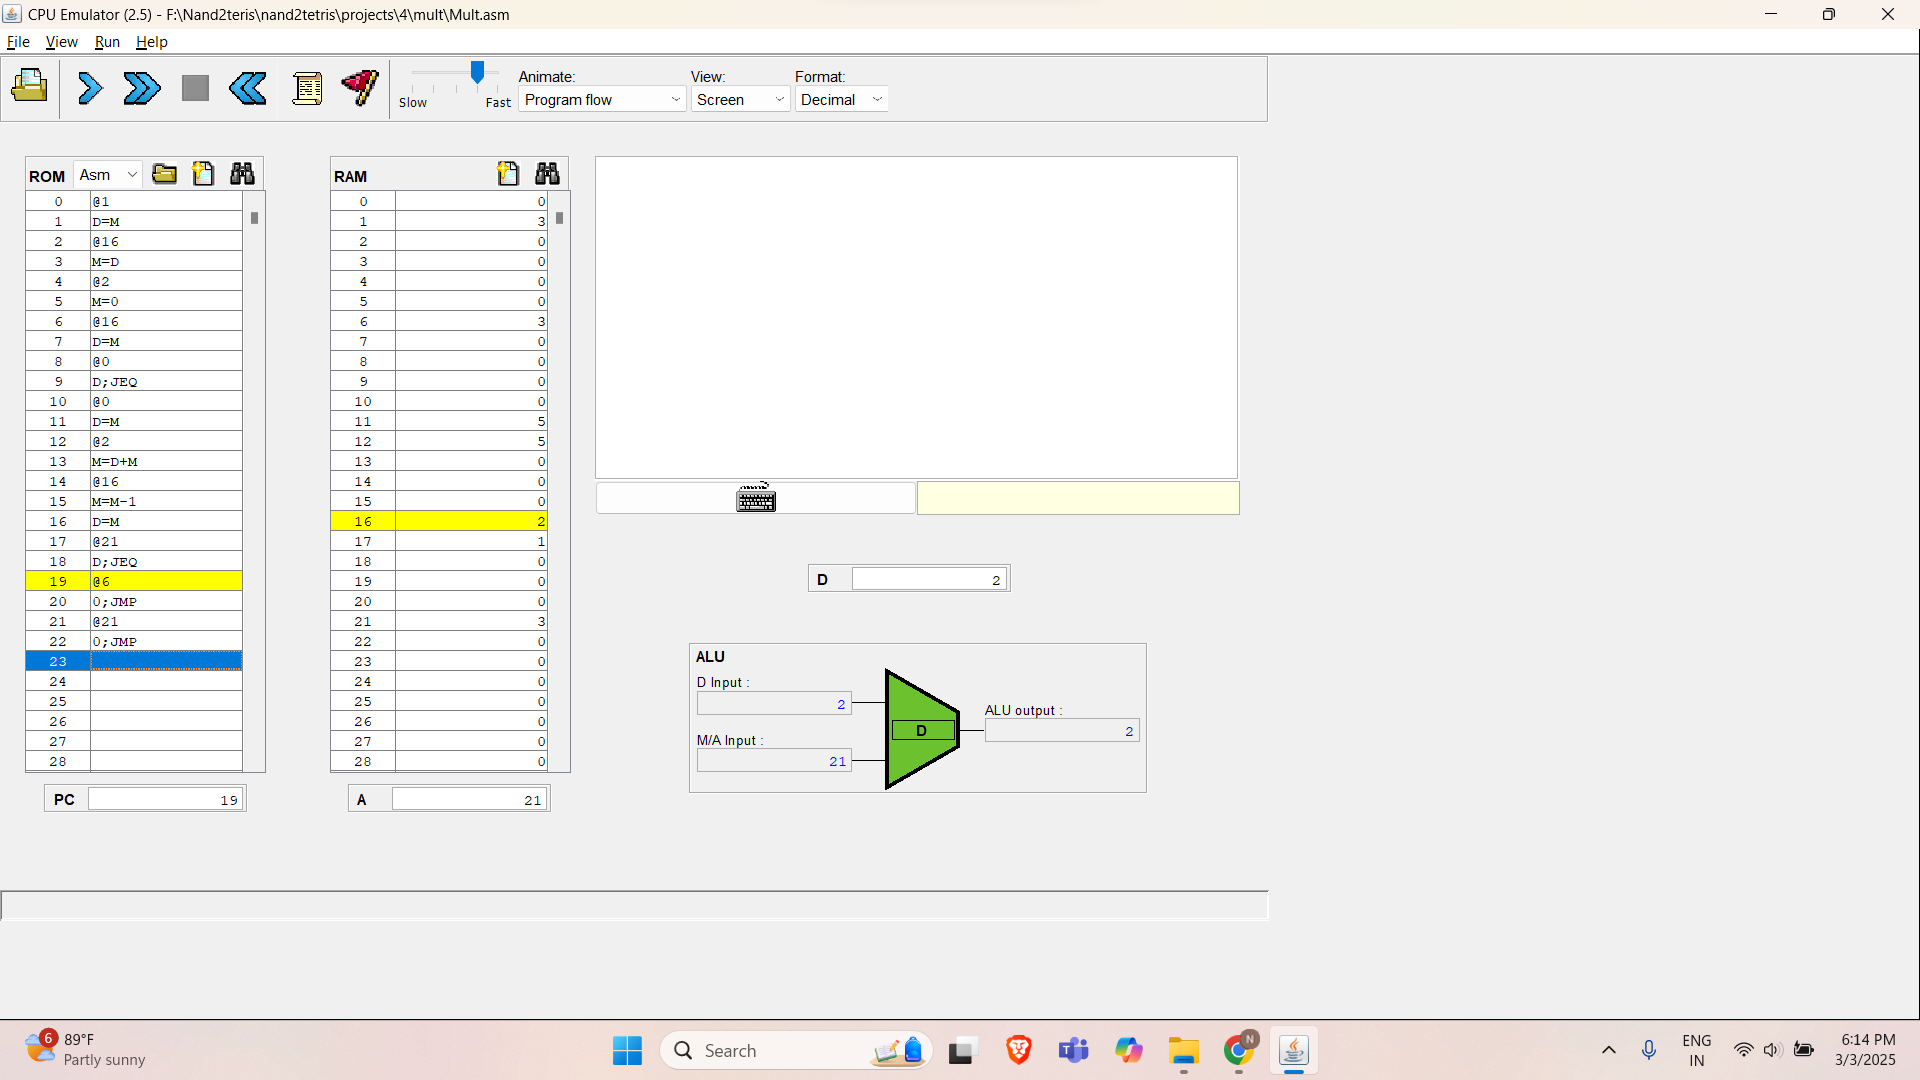 CPU Emulator (2.5) - F:\Nand2teris\nand2tetris\projects\4\mult\Mult.asm
File View Run Help
Slow Fast
Animate:
Program flow
View:
Screen
Format:
Decimal
ROM Asm
0 @1
1 D=M
2 @16
3 M=D
4 @2
5 M=0
6 @16
7 D=M
8 @0
9 D;JEQ
10 @0
11 D=M
12 @2
13 M=D+M
14 @16
15 M=M-1
16 D=M
17 @21
18 D;JEQ
19 @6
20 0;JMP
21 @21
22 0;JMP
23
24
25
26
27
28
PC 19
RAM
0 0
1 3
2 0
3 0
4 0
5 0
6 3
7 0
8 0
9 0
10 0
11 5
12 5
13 0
14 0
15 0
16 2
17 1
18 0
19 0
20 0
21 3
22 0
23 0
24 0
25 0
26 0
27 0
28 0
A 21
D 2
ALU
D Input :
2
M/A Input :
21
D
ALU output :
2
6
89°F
Partly sunny
Search
N
ENG
IN
6:14 PM
3/3/2025